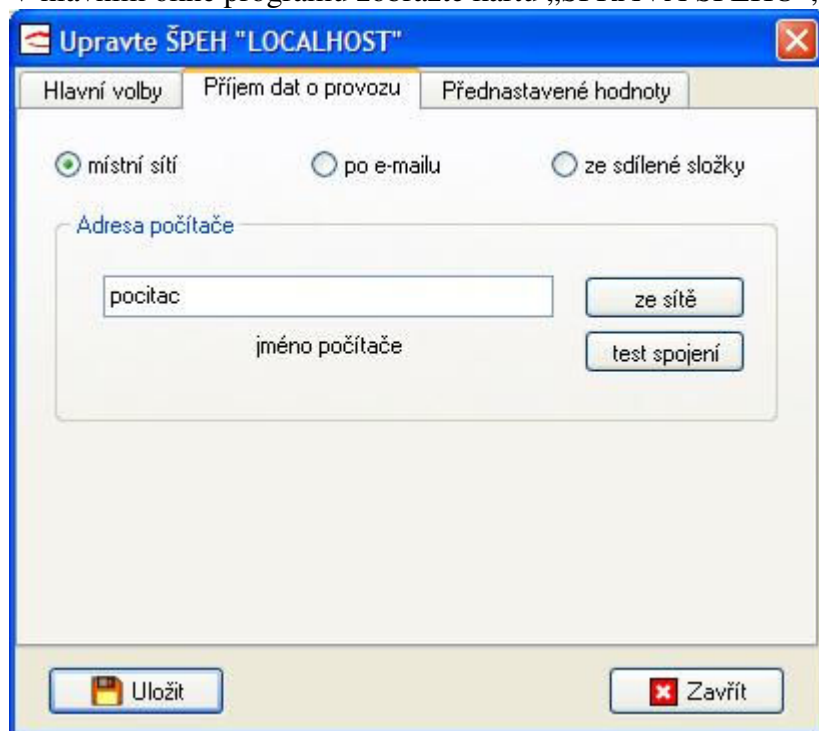 Upravte ŠPEH "LOCALHOST"
Hlavní volby Příjem dat o provozu Přednastavené hodnoty
místní sítí po e-mailu ze sdílené složky
Adresa počítače
pocitac ze sítě
jméno počítače test spojení
Uložit Zavřít